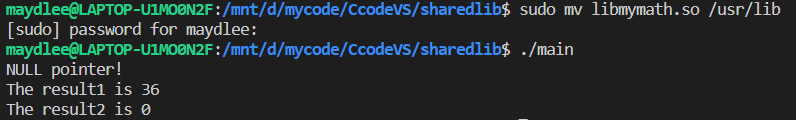 maydlee@LAPTOP-U1MO0N2F:/mnt/d/mycode/CcodeVS/sharedlib$ sudo mv libmymath.so /usr/lib
[sudo] password for maydlee:
maydlee@LAPTOP-U1MO0N2F:/mnt/d/mycode/CcodeVS/sharedlib$ ./main
NULL pointer!
The result1 is 36
The result2 is 0